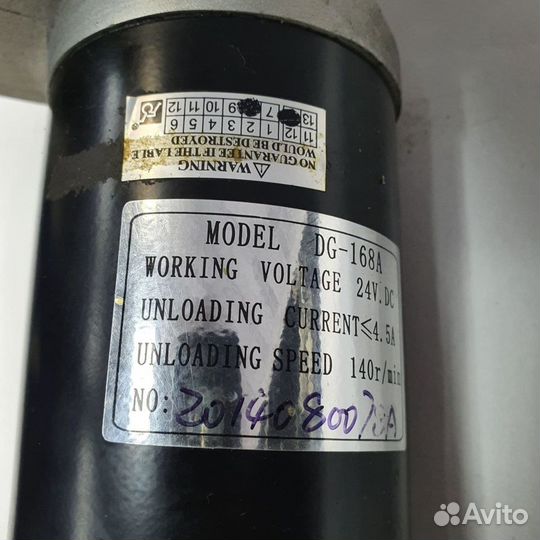 ⚠WARNING
NO GUARANTEE IF THE LABLE
WOULD BE DESTROYED
11 12 13 7
1 2 3 4 5 6
9 10 11 12
MODEL DG-168A
WORKING VOLTAGE 24V.DC
UNLOADING CURRENT≤4.5A
UNLOADING SPEED 140r/min
NO:
Avito